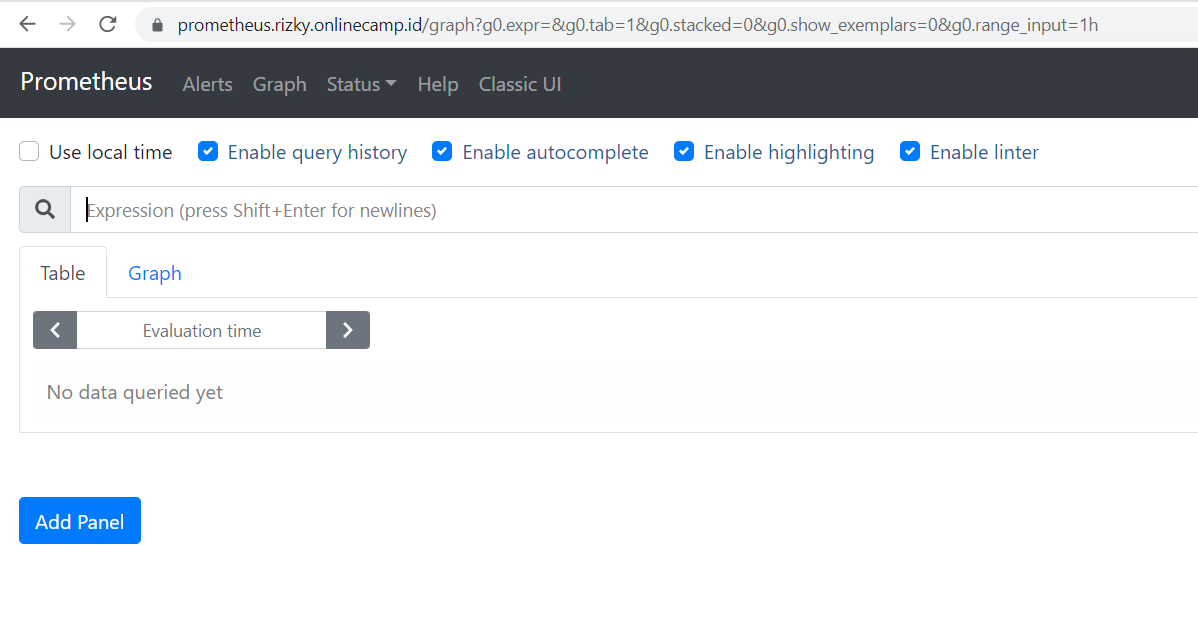 prometheus.rizky.onlinecamp.id/graph?g0.expr=&g0.tab=1&g0.stacked=0&g0.show_exemplars=0&g0.range_input=1h
Prometheus Alerts Graph Status Help Classic UI
Use local time Enable query history Enable autocomplete Enable highlighting Enable linter
Expression (press Shift+Enter for newlines)
Table Graph
Evaluation time
No data queried yet
Add Panel